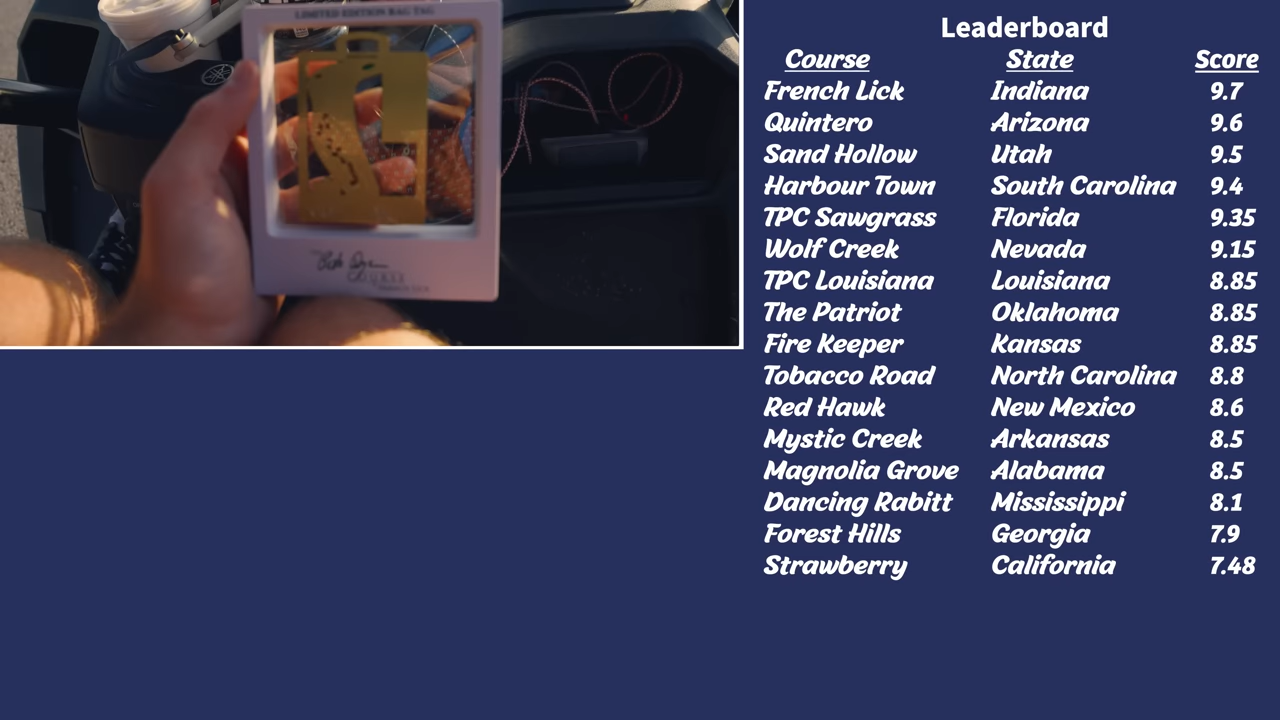 LIMITED EDITION BAG TAG
Leaderboard
Course State Score
French Lick Indiana 9.7
Quintero Arizona 9.6
Sand Hollow Utah 9.5
Harbour Town South Carolina 9.4
TPC Sawgrass Florida 9.35
Wolf Creek Nevada 9.15
TPC Louisiana Louisiana 8.85
The Patriot Oklahoma 8.85
Fire Keeper Kansas 8.85
Tobacco Road North Carolina 8.8
Red Hawk New Mexico 8.6
Mystic Creek Arkansas 8.5
Magnolia Grove Alabama 8.5
Dancing Rabitt Mississippi 8.1
Forest Hills Georgia 7.9
Strawberry California 7.48